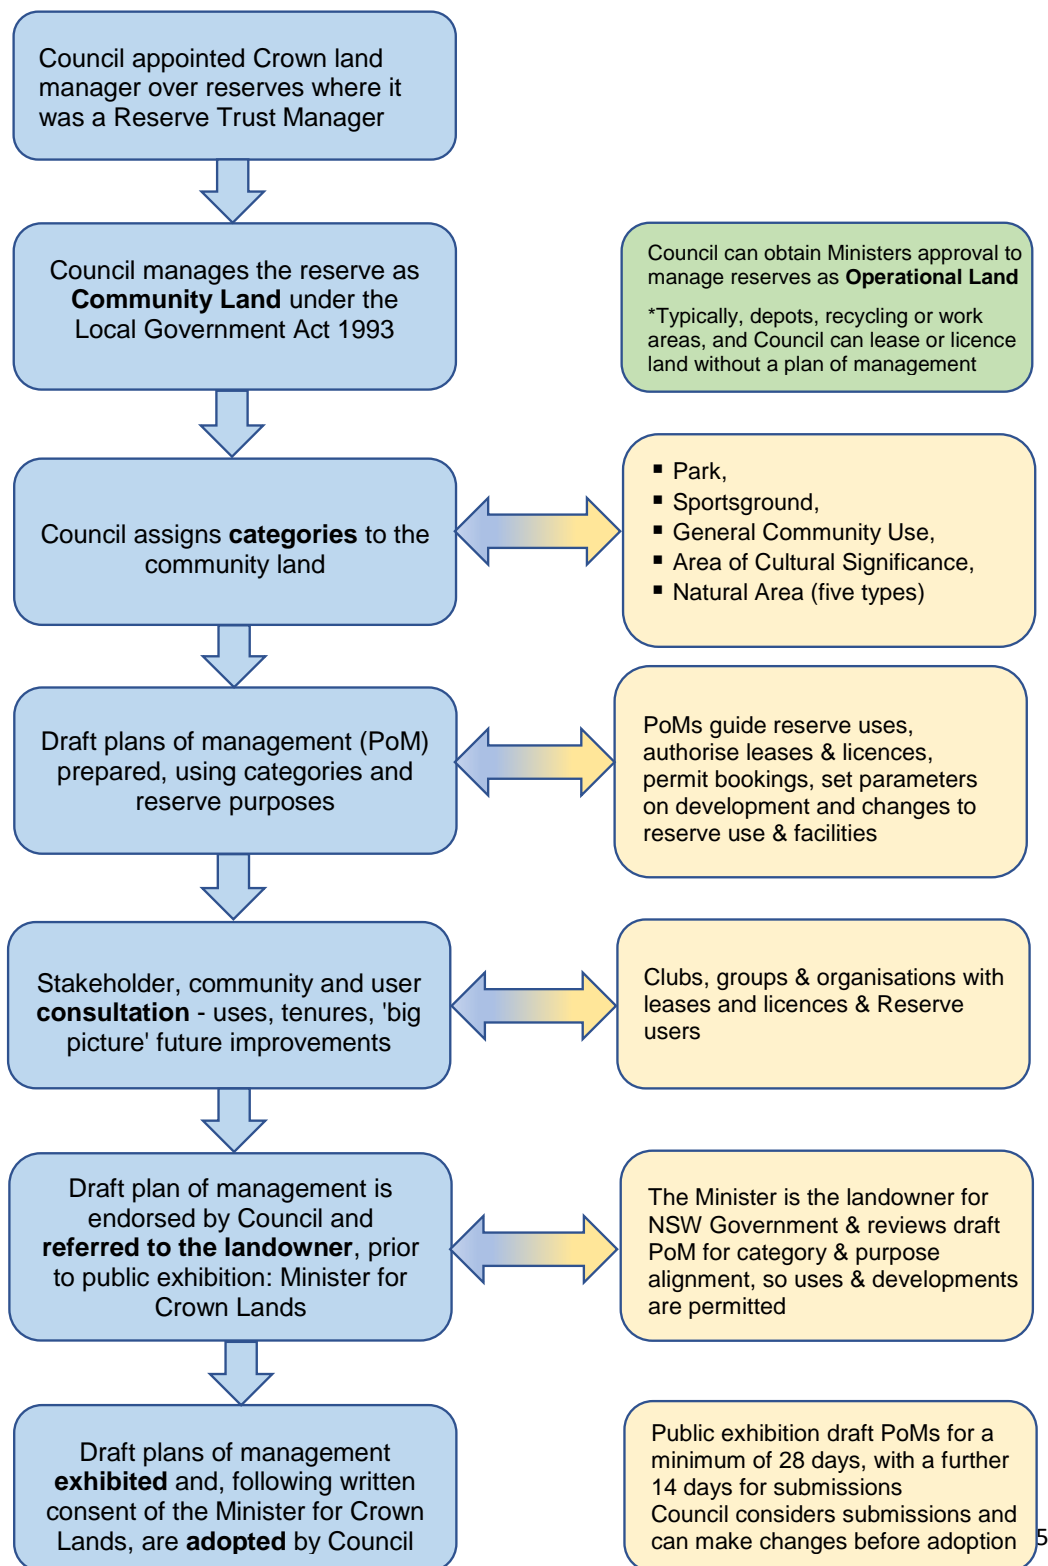 Council appointed Crown land
manager over reserves where it
was a Reserve Trust Manager
Council manages the reserve as
Community Land under the
Local Government Act 1993
Council can obtain Ministers approval to
manage reserves as Operational Land
*Typically, depots, recycling or work
areas, and Council can lease or licence
land without a plan of management
Council assigns categories to the
community land
▪ Park,
▪ Sportsground,
▪ General Community Use,
▪ Area of Cultural Significance,
▪ Natural Area (five types)
Draft plans of management (PoM)
prepared, using categories and
reserve purposes
PoMs guide reserve uses,
authorise leases & licences,
permit bookings, set parameters
on development and changes to
reserve use & facilities
Stakeholder, community and user
consultation - uses, tenures, 'big
picture' future improvements
Clubs, groups & organisations with
leases and licences & Reserve
users
Draft plan of management is
endorsed by Council and
referred to the landowner, prior
to public exhibition: Minister for
Crown Lands
The Minister is the landowner for
NSW Government & reviews draft
PoM for category & purpose
alignment, so uses & developments
are permitted
Draft plans of management
exhibited and, following written
consent of the Minister for Crown
Lands, are adopted by Council
Public exhibition draft PoMs for a
minimum of 28 days, with a further
14 days for submissions
Council considers submissions and
can make changes before adoption
5